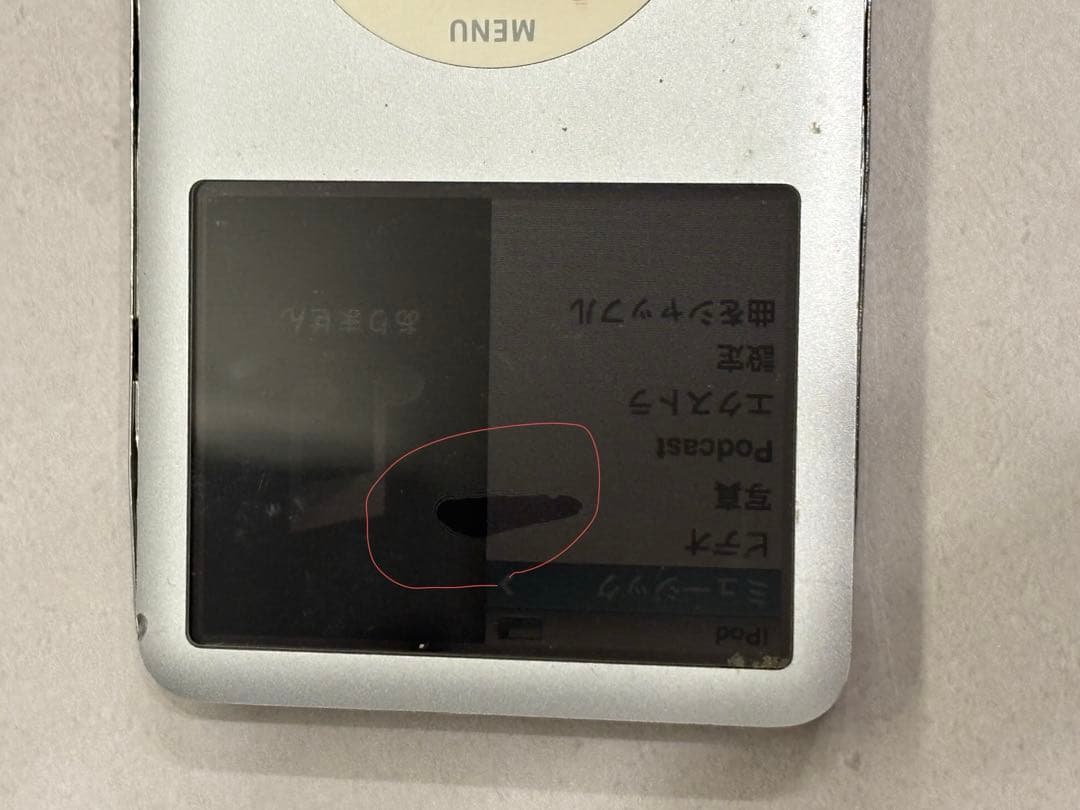 iPod
ミュージック
ビデオ
写真
Podcast
エクストラ
設定
曲をシャッフル
ありません
MENU